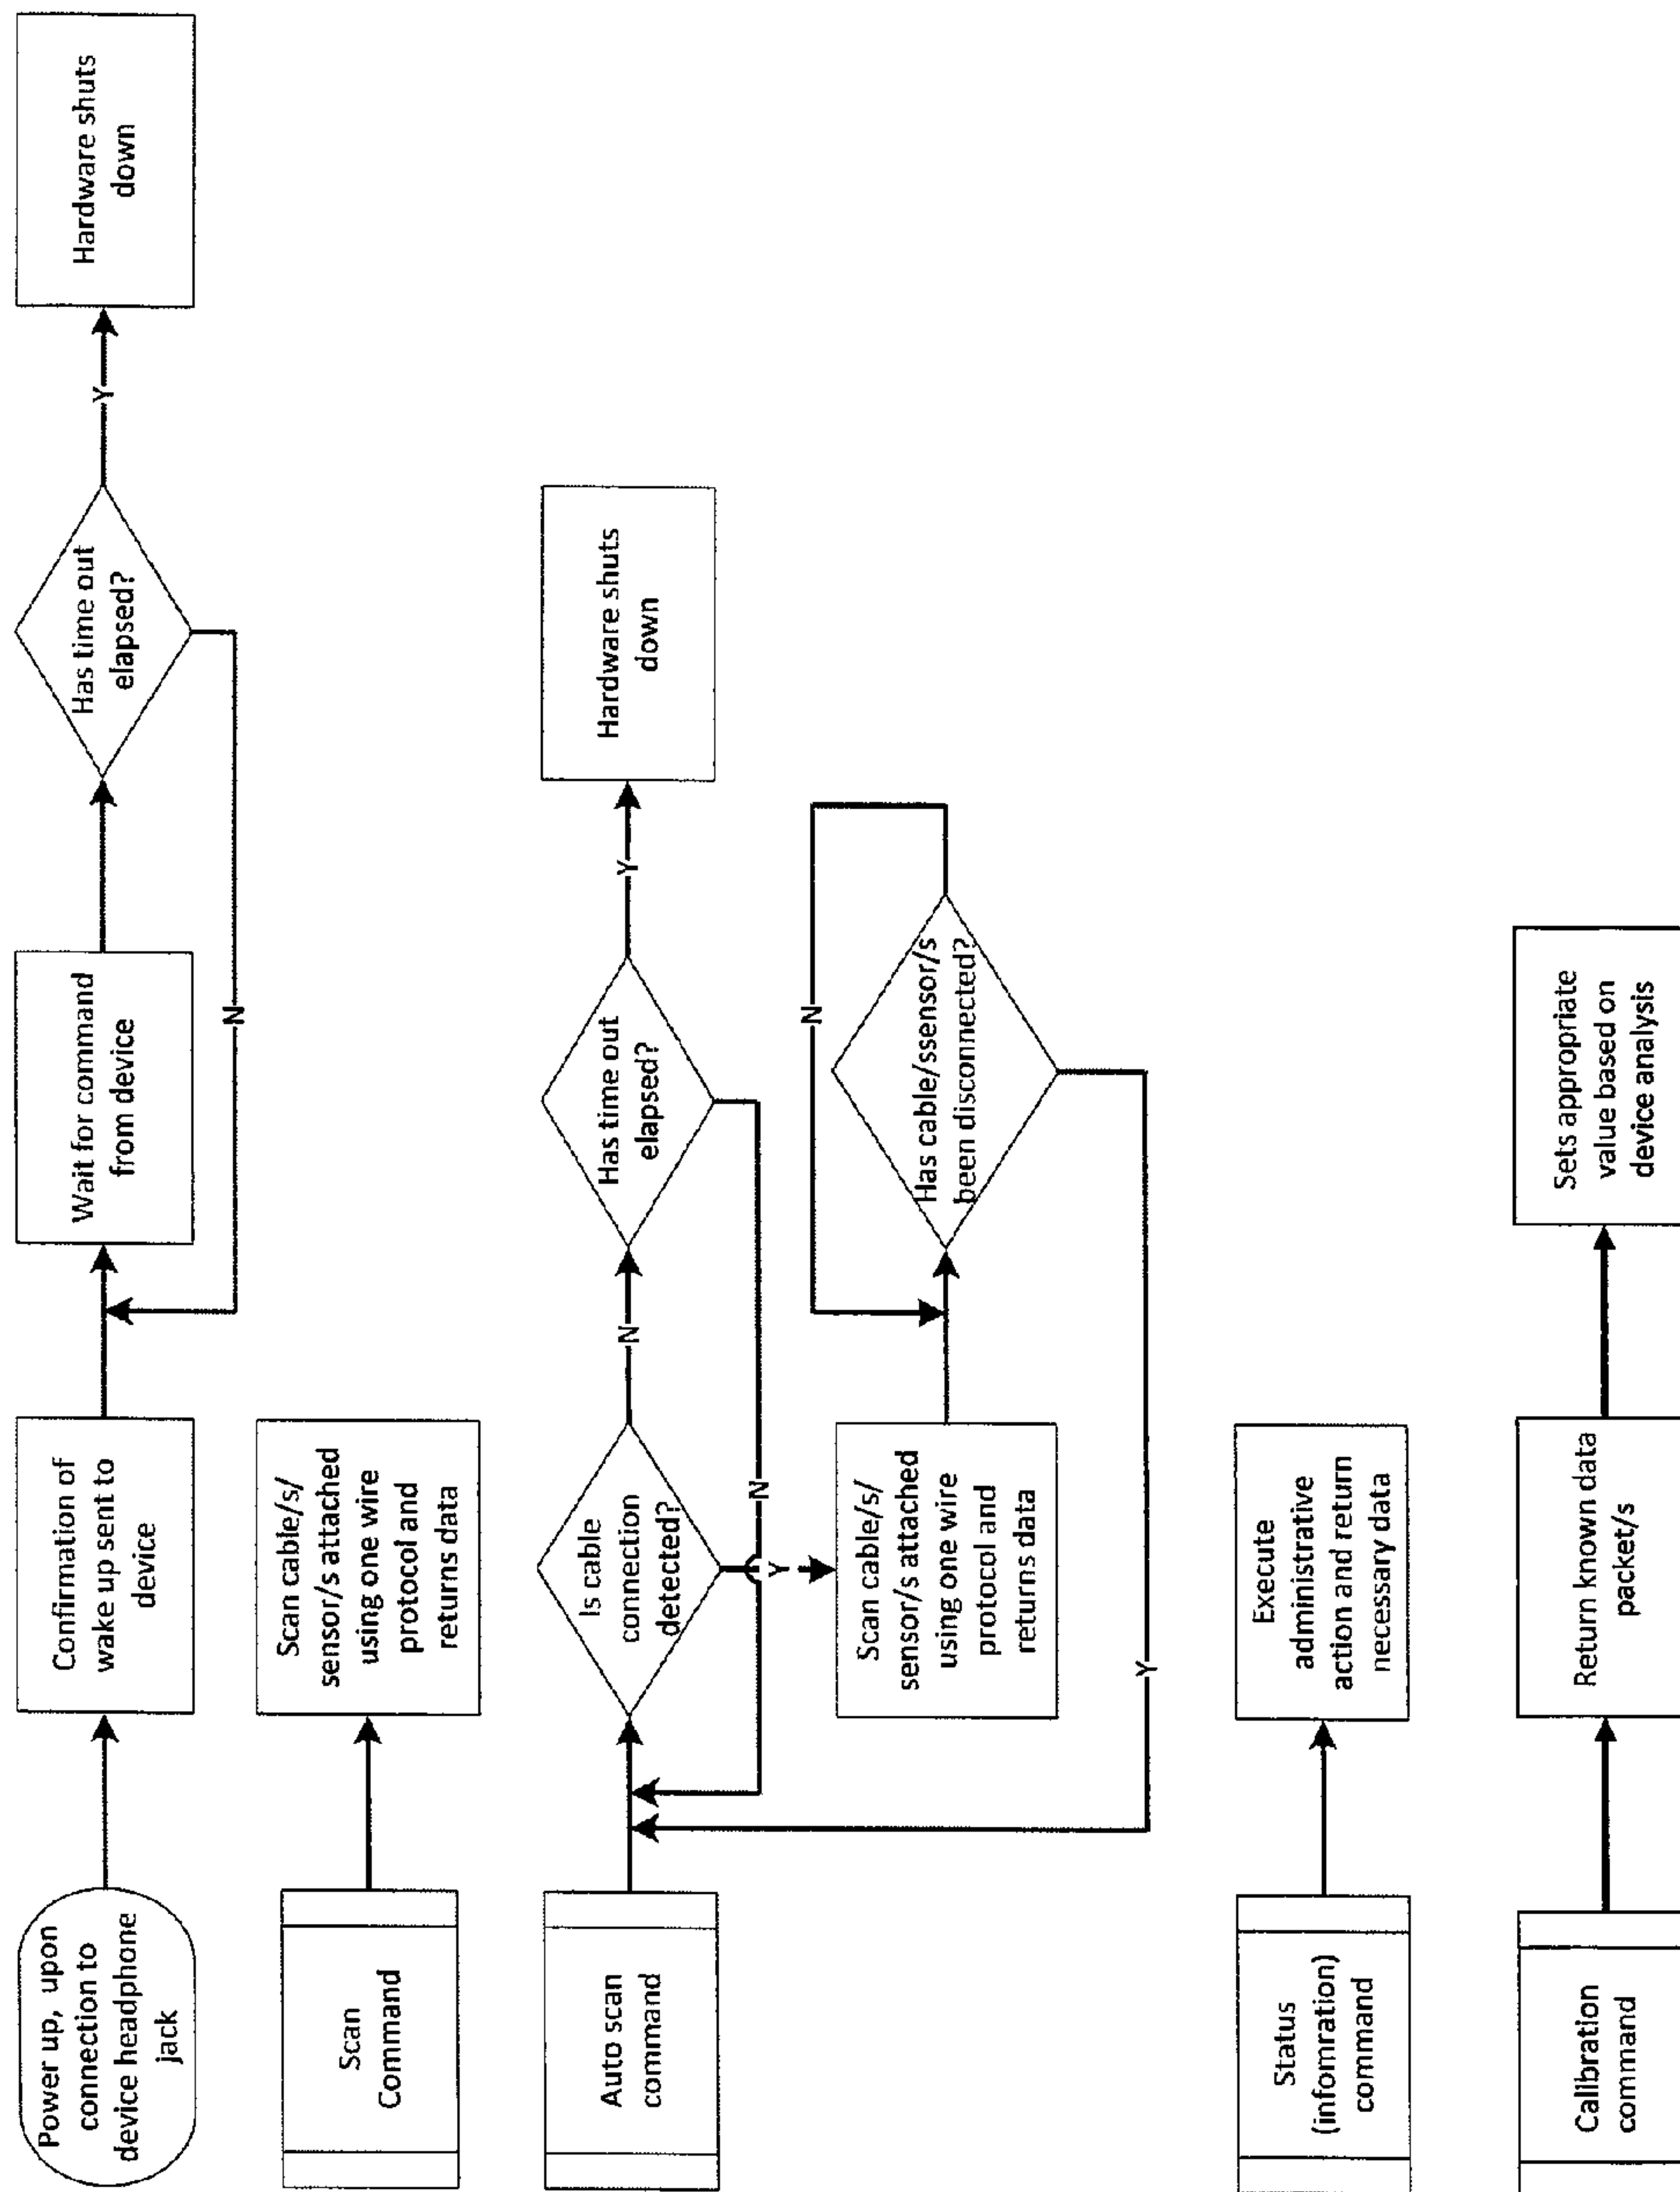 Power up, upon
connection to
device headphone
jack
Confirmation of
wake up sent to
device
Wait for command
from device
Has time out
elapsed?
Y
Hardware shuts
down
N
Scan
Command
Scan cable/s/
sensor/s attached
using one wire
protocol and
returns data
Auto scan
command
Is cable
connection
detected?
N
Has time out
elapsed?
Y
Hardware shuts
down
N
Y
Scan cable/s/
sensor/s attached
using one wire
protocol and
returns data
Has cable/ssensor/s
been disconnected?
N
Y
Status
(infomration)
command
Execute
administrative
action and return
necessary data
Calibration
command
Return known data
packet/s
Sets appropriate
value based on
device analysis